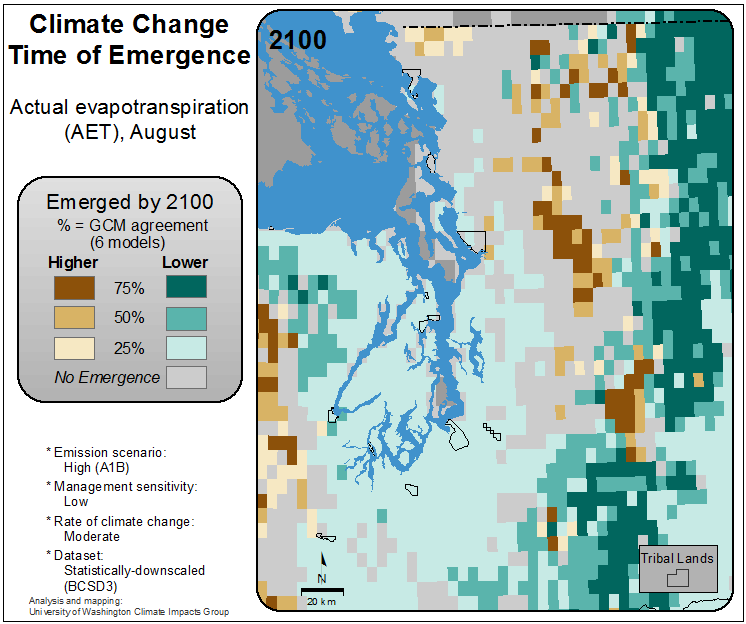 Climate Change
Time of Emergence
Actual evapotranspiration
(AET), August
Emerged by 2100
% = GCM agreement
(6 models)
Higher Lower
75%
50%
25%
No Emergence
* Emission scenario:
High (A1B)
* Management sensitivity:
Low
* Rate of climate change:
Moderate
* Dataset:
Statistically-downscaled
(BCSD3)
Analysis and mapping:
University of Washington Climate Impacts Group
2100
N
20 km
Tribal Lands